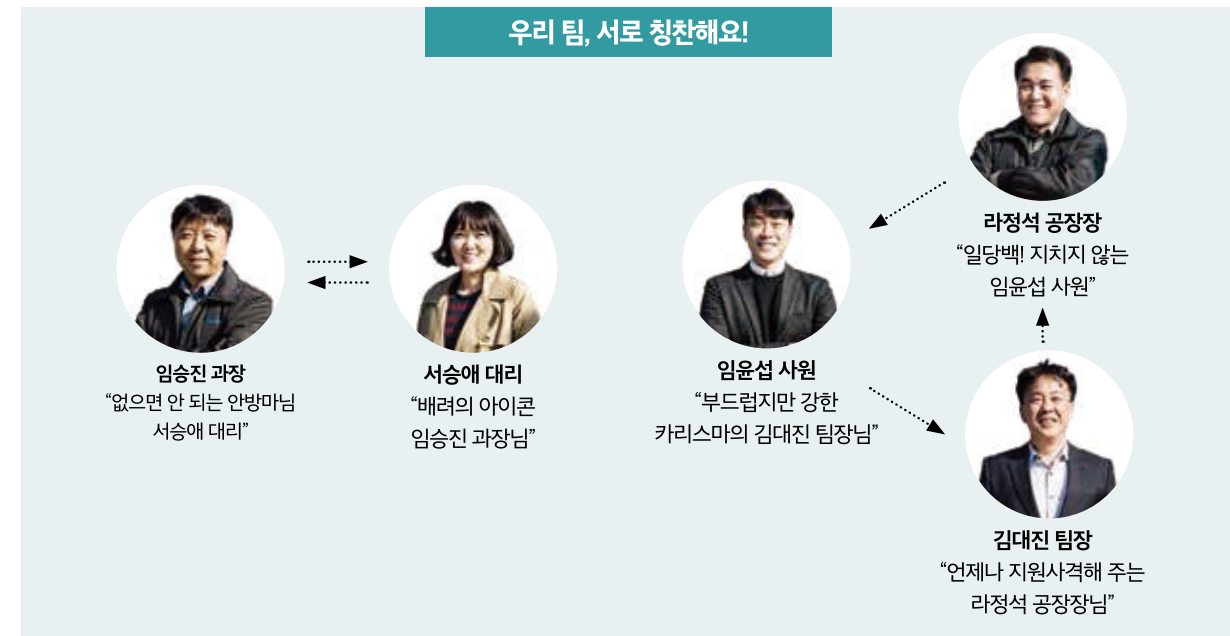 우리 팀, 서로 칭찬해요!
임승진 과장
“없으면 안 되는 안방마님
서승애 대리”
서승애 대리
“배려의 아이콘
임승진 과장님”
임윤섭 사원
“부드럽지만 강한
카리스마의 김대진 팀장님”
라정석 공장장
“일당백! 지치지 않는
임윤섭 사원”
김대진 팀장
“언제나 지원사격해 주는
라정석 공장장님”